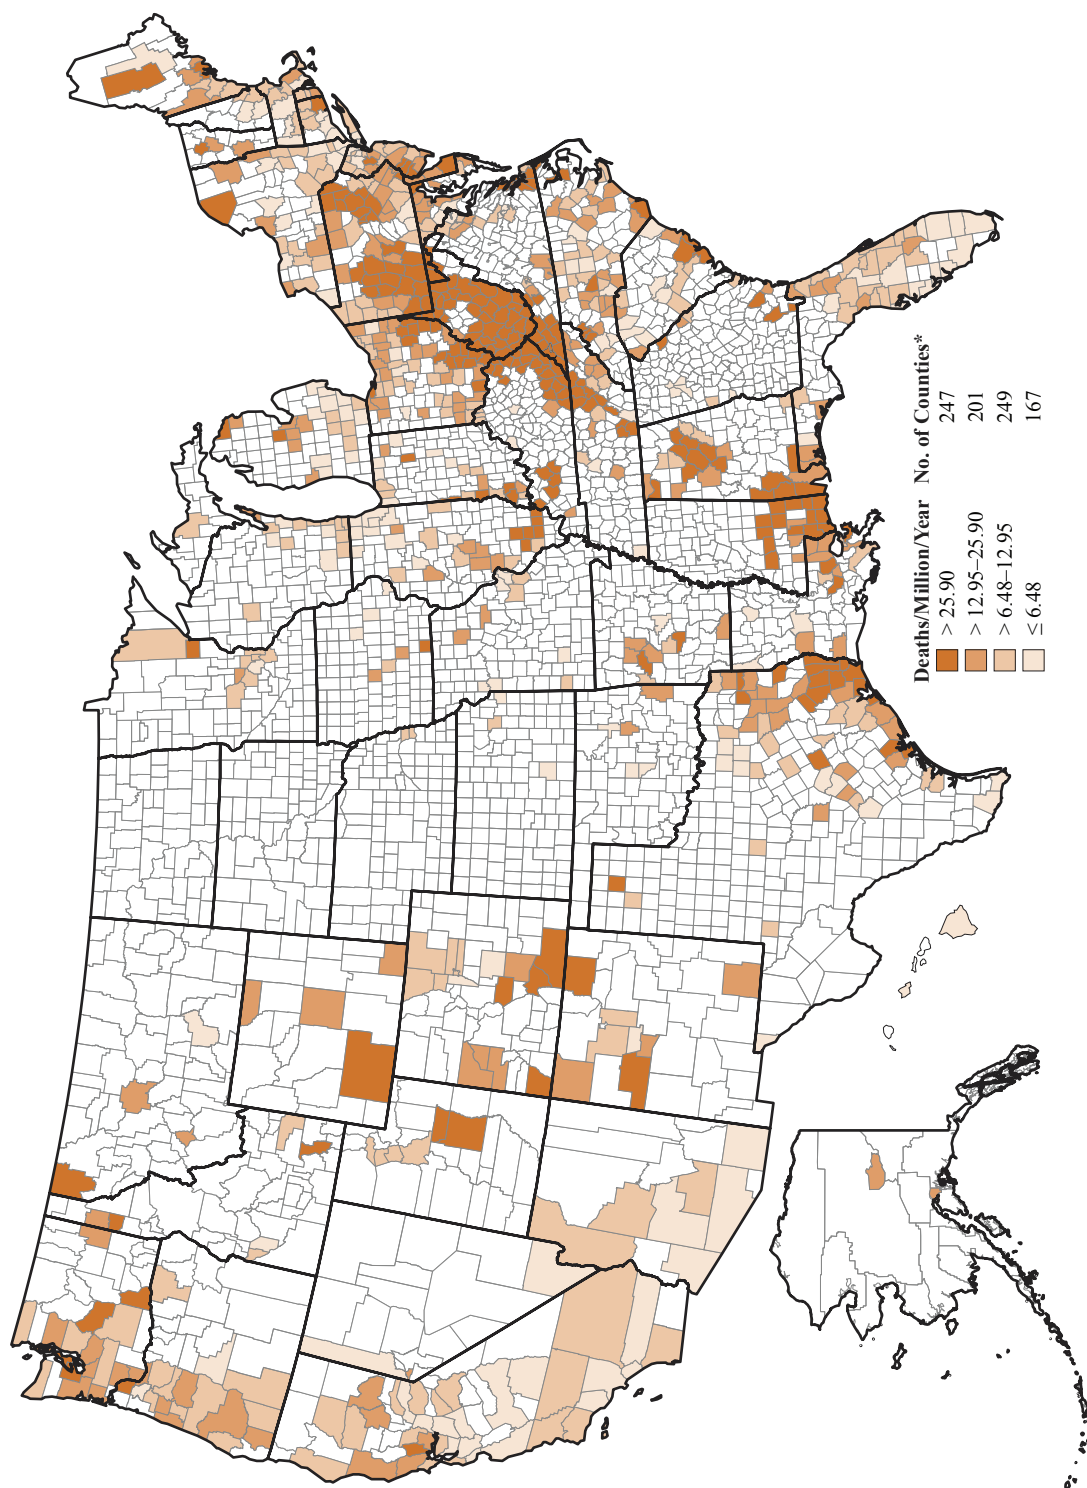 Deaths/Million/Year No. of Counties*
> 25.90 247
> 12.95–25.90 201
> 6.48–12.95 249
≤ 6.48 167